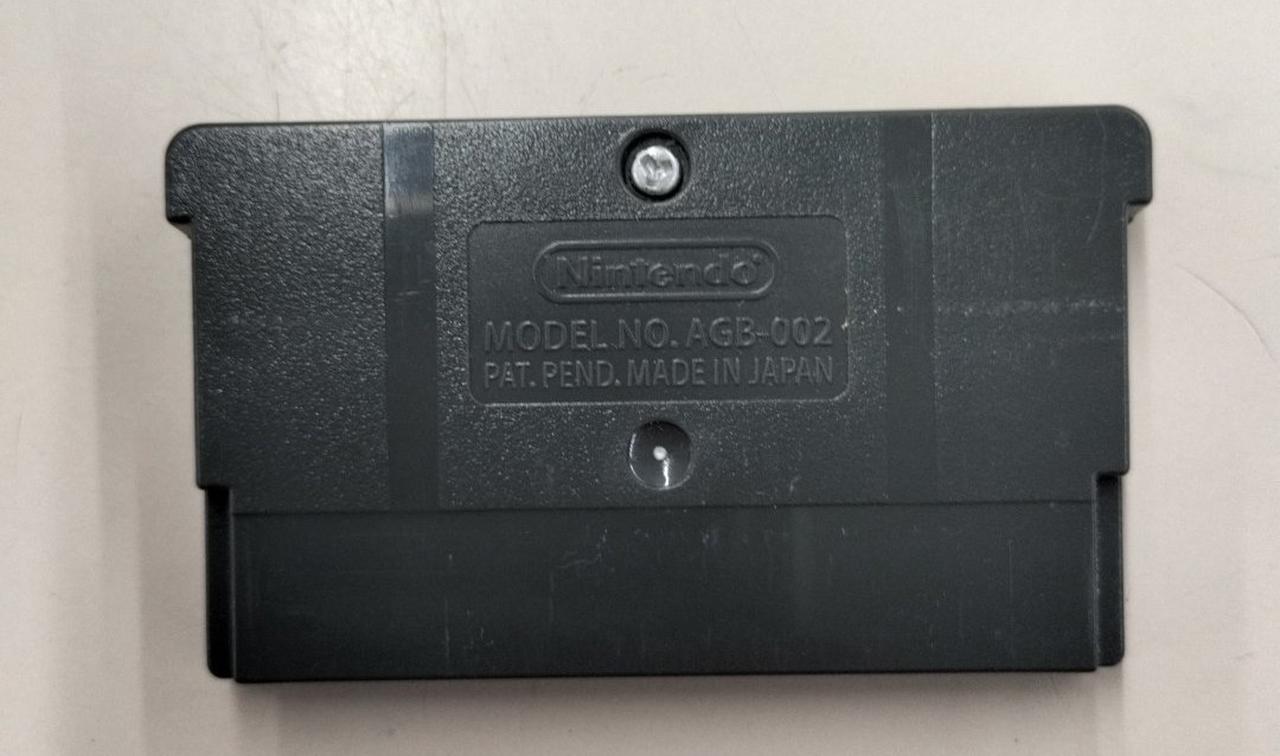 Nintendo®
MODEL NO. AGB-002
PAT. PEND. MADE IN JAPAN